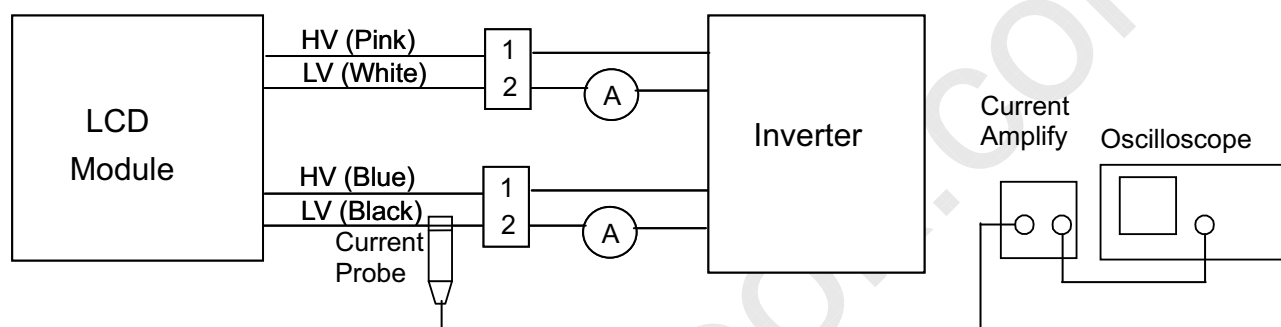 LCD
Module
HV (Pink)
LV (White)
1
2
A
HV (Blue)
LV (Black)
1
2
A
Current
Probe
Inverter
Current
Amplify
Oscilloscope